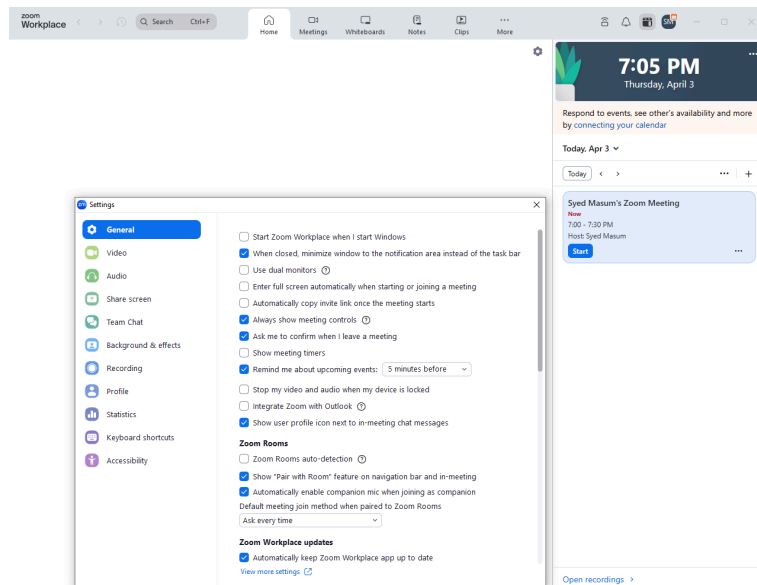 zoom
Workplace
Search Ctrl+F
Home
Meetings
Whiteboards
Notes
Clips
More
SM
7:05 PM
Thursday, April 3
Respond to events, see other's availability and more
by connecting your calendar
Today, Apr 3
Today
Syed Masum's Zoom Meeting
Now
7:00 - 7:30 PM
Host: Syed Masum
Start
Open recordings
zm Settings
General
Video
Audio
Share screen
Team Chat
Background & effects
Recording
Profile
Statistics
Keyboard shortcuts
Accessibility
Start Zoom Workplace when I start Windows
When closed, minimize window to the notification area instead of the task bar
Use dual monitors
Enter full screen automatically when starting or joining a meeting
Automatically copy invite link once the meeting starts
Always show meeting controls
Ask me to confirm when I leave a meeting
Show meeting timers
Remind me about upcoming events: 5 minutes before
Stop my video and audio when my device is locked
Integrate Zoom with Outlook
Show user profile icon next to in-meeting chat messages
Zoom Rooms
Zoom Rooms auto-detection
Show "Pair with Room" feature on navigation bar and in-meeting
Automatically enable companion mic when joining as companion
Default meeting join method when paired to Zoom Rooms
Ask every time
Zoom Workplace updates
Automatically keep Zoom Workplace app up to date
View more settings